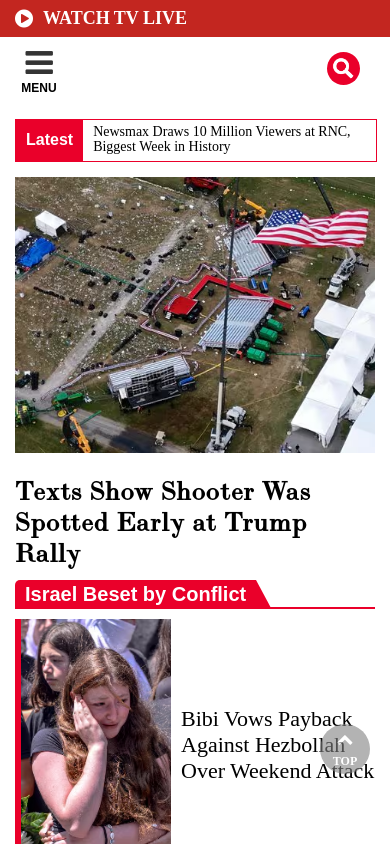 WATCH TV LIVE
MENU
Latest
Newsmax Draws 10 Million Viewers at RNC,
Biggest Week in History
Texts Show Shooter Was
Spotted Early at Trump
Rally
Israel Beset by Conflict
Bibi Vows Payback
Against Hezbollah
Over Weekend Attack
TOP